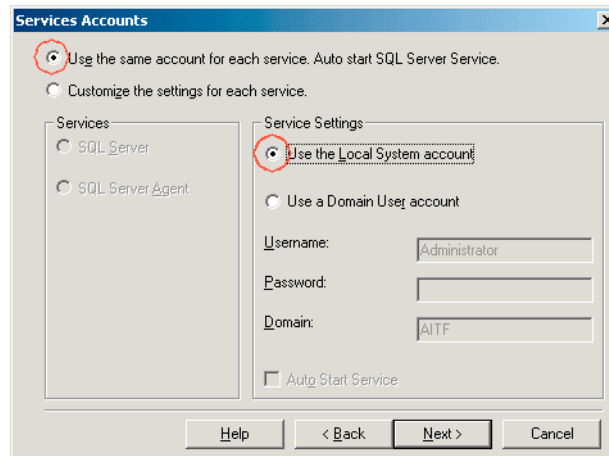 Services Accounts
Use the same account for each service. Auto start SQL Server Service.
Customize the settings for each service.
Services
SQL Server
SQL Server Agent
Service Settings
Use the Local System account
Use a Domain User account
Username:
Administrator
Password:
Domain:
AITF
Auto Start Service
Help
< Back
Next >
Cancel